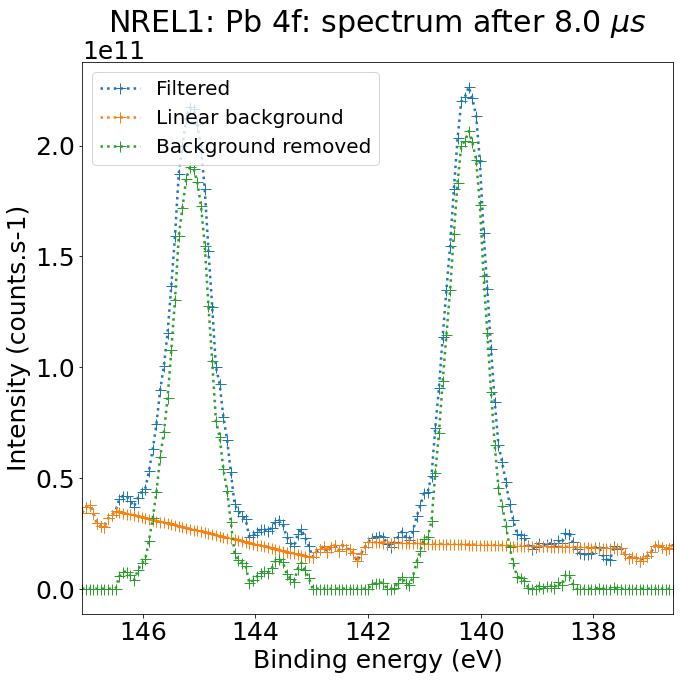 NREL1: Pb 4f: spectrum after 8.0 μs
1e11
Filtered
Linear background
Background removed
2.0
1.5
1.0
0.5
0.0
Intensity (counts.s-1)
146 144 142 140 138
Binding energy (eV)